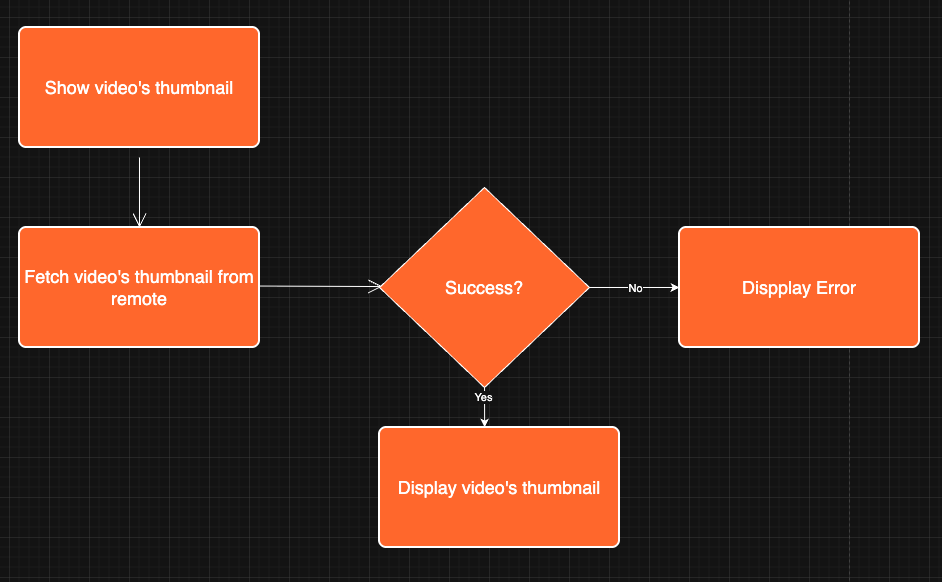 Show video's thumbnail
Fetch video's thumbnail from
remote
Success?
No
Dispplay Error
Yes
Display video's thumbnail